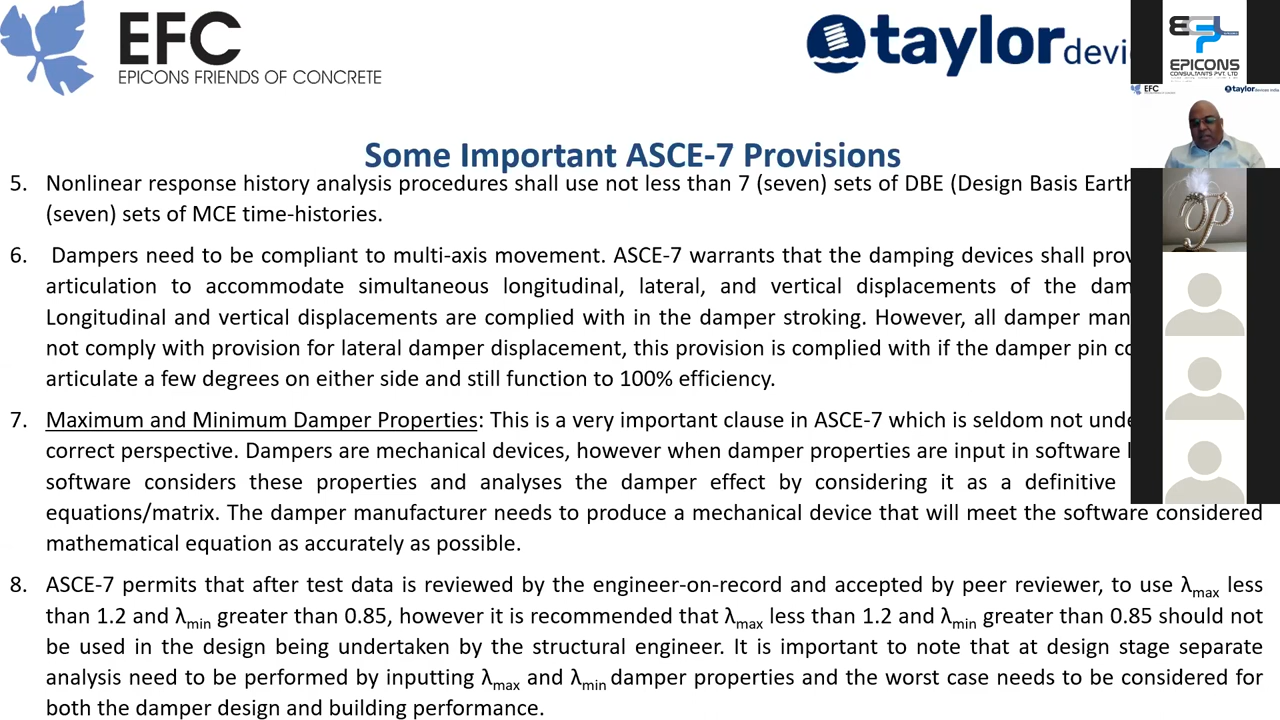 EFC
EPICONS FRIENDS OF CONCRETE
taylor devi
EPICONS
CONSULTANTS PVT. LTD
EFC
taylor devices india
Some Important ASCE-7 Provisions
5. Nonlinear response history analysis procedures shall use not less than 7 (seven) sets of DBE (Design Basis Earth
(seven) sets of MCE time-histories.
6. Dampers need to be compliant to multi-axis movement. ASCE-7 warrants that the damping devices shall prov
articulation to accommodate simultaneous longitudinal, lateral, and vertical displacements of the dam
Longitudinal and vertical displacements are complied with in the damper stroking. However, all damper man
not comply with provision for lateral damper displacement, this provision is complied with if the damper pin co
articulate a few degrees on either side and still function to 100% efficiency.
7. Maximum and Minimum Damper Properties: This is a very important clause in ASCE-7 which is seldom not unde
correct perspective. Dampers are mechanical devices, however when damper properties are input in software
software considers these properties and analyses the damper effect by considering it as a definitive
equations/matrix. The damper manufacturer needs to produce a mechanical device that will meet the software considered
mathematical equation as accurately as possible.
8. ASCE-7 permits that after test data is reviewed by the engineer-on-record and accepted by peer reviewer, to use λmax less
than 1.2 and λmin greater than 0.85, however it is recommended that λmax less than 1.2 and λmin greater than 0.85 should not
be used in the design being undertaken by the structural engineer. It is important to note that at design stage separate
analysis need to be performed by inputting λmax and λmin damper properties and the worst case needs to be considered for
both the damper design and building performance.